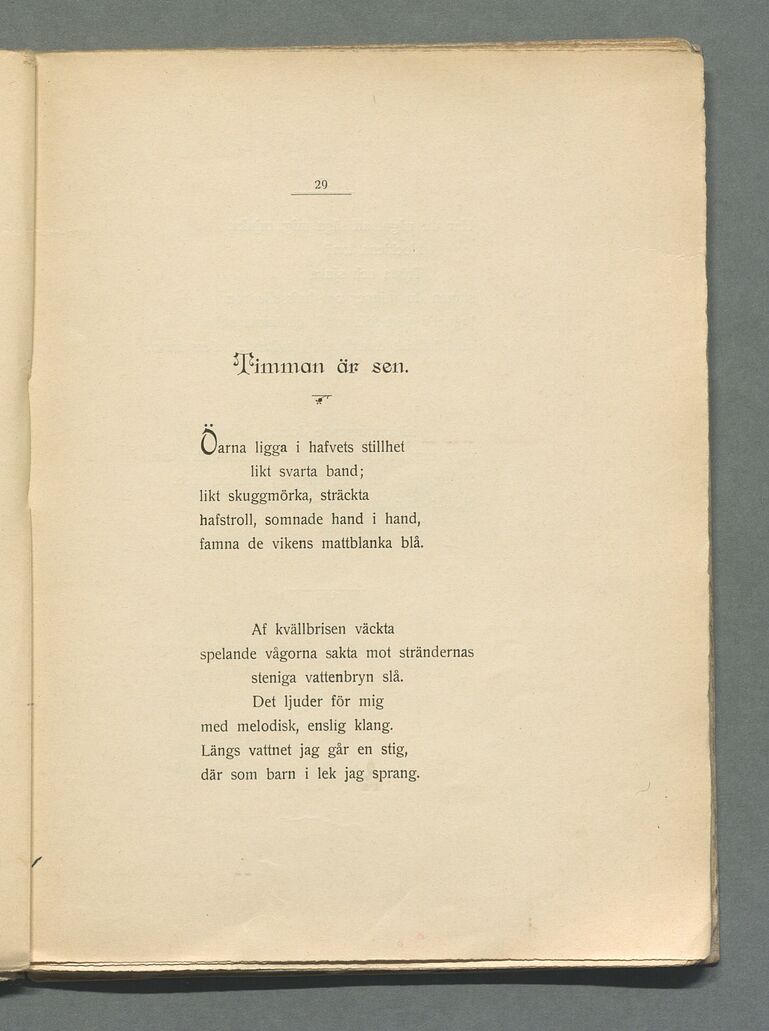 29
Timman är sen.
Öarna ligga i hafvets stillhet
likt svarta band;
likt skuggmörka, sträckta
hafstroll, somnade hand i hand,
famna de vikens mattblanka blå.
Af kvällbrisen väckta
spelande vågorna sakta mot strändernas
steniga vattenbryn slå.
Det ljuder för mig
med melodisk, enslig klang.
Längs vattnet jag går en stig,
där som barn i lek jag sprang.